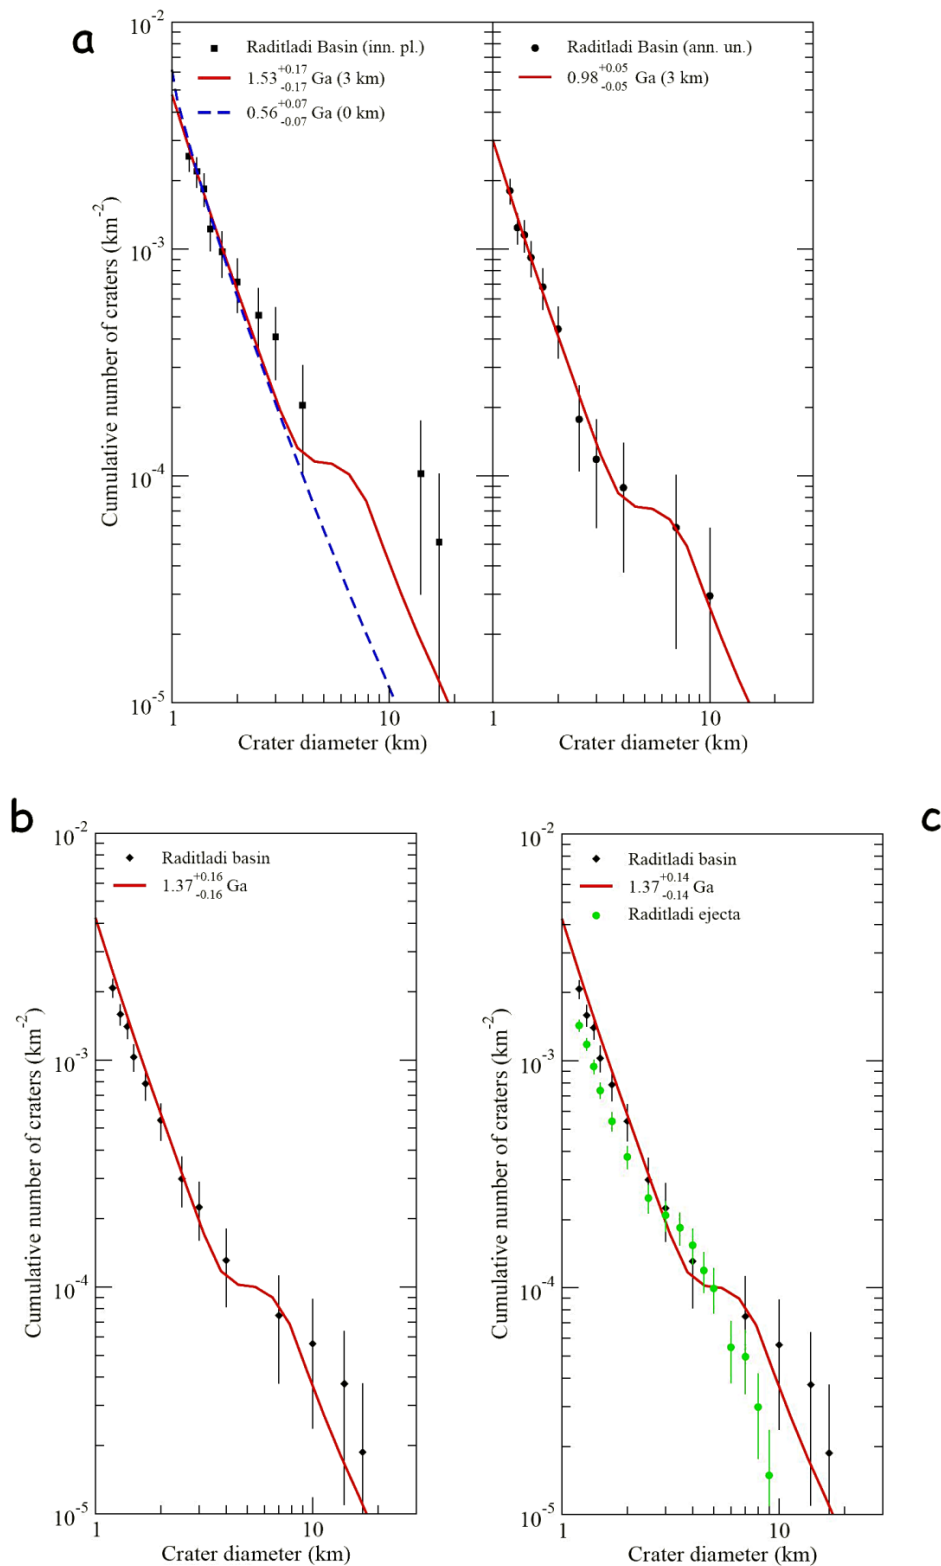 a
10^-2
10^-3
10^-4
10^-5
Cumulative number of craters (km^-2)
Raditladi Basin (inn. pl.)
1.53 +0.17 -0.17 Ga (3 km)
0.56 +0.07 -0.07 Ga (0 km)
1
10
Crater diameter (km)
Raditladi Basin (ann. un.)
0.98 +0.05 -0.05 Ga (3 km)
1
10
Crater diameter (km)
b
10^-2
10^-3
10^-4
10^-5
Cumulative number of craters (km^-2)
Raditladi basin
1.37 +0.16 -0.16 Ga
1
10
Crater diameter (km)
c
10^-2
10^-3
10^-4
10^-5
Cumulative number of craters (km^-2)
Raditladi basin
1.37 +0.14 -0.14 Ga
Raditladi ejecta
1
10
Crater diameter (km)